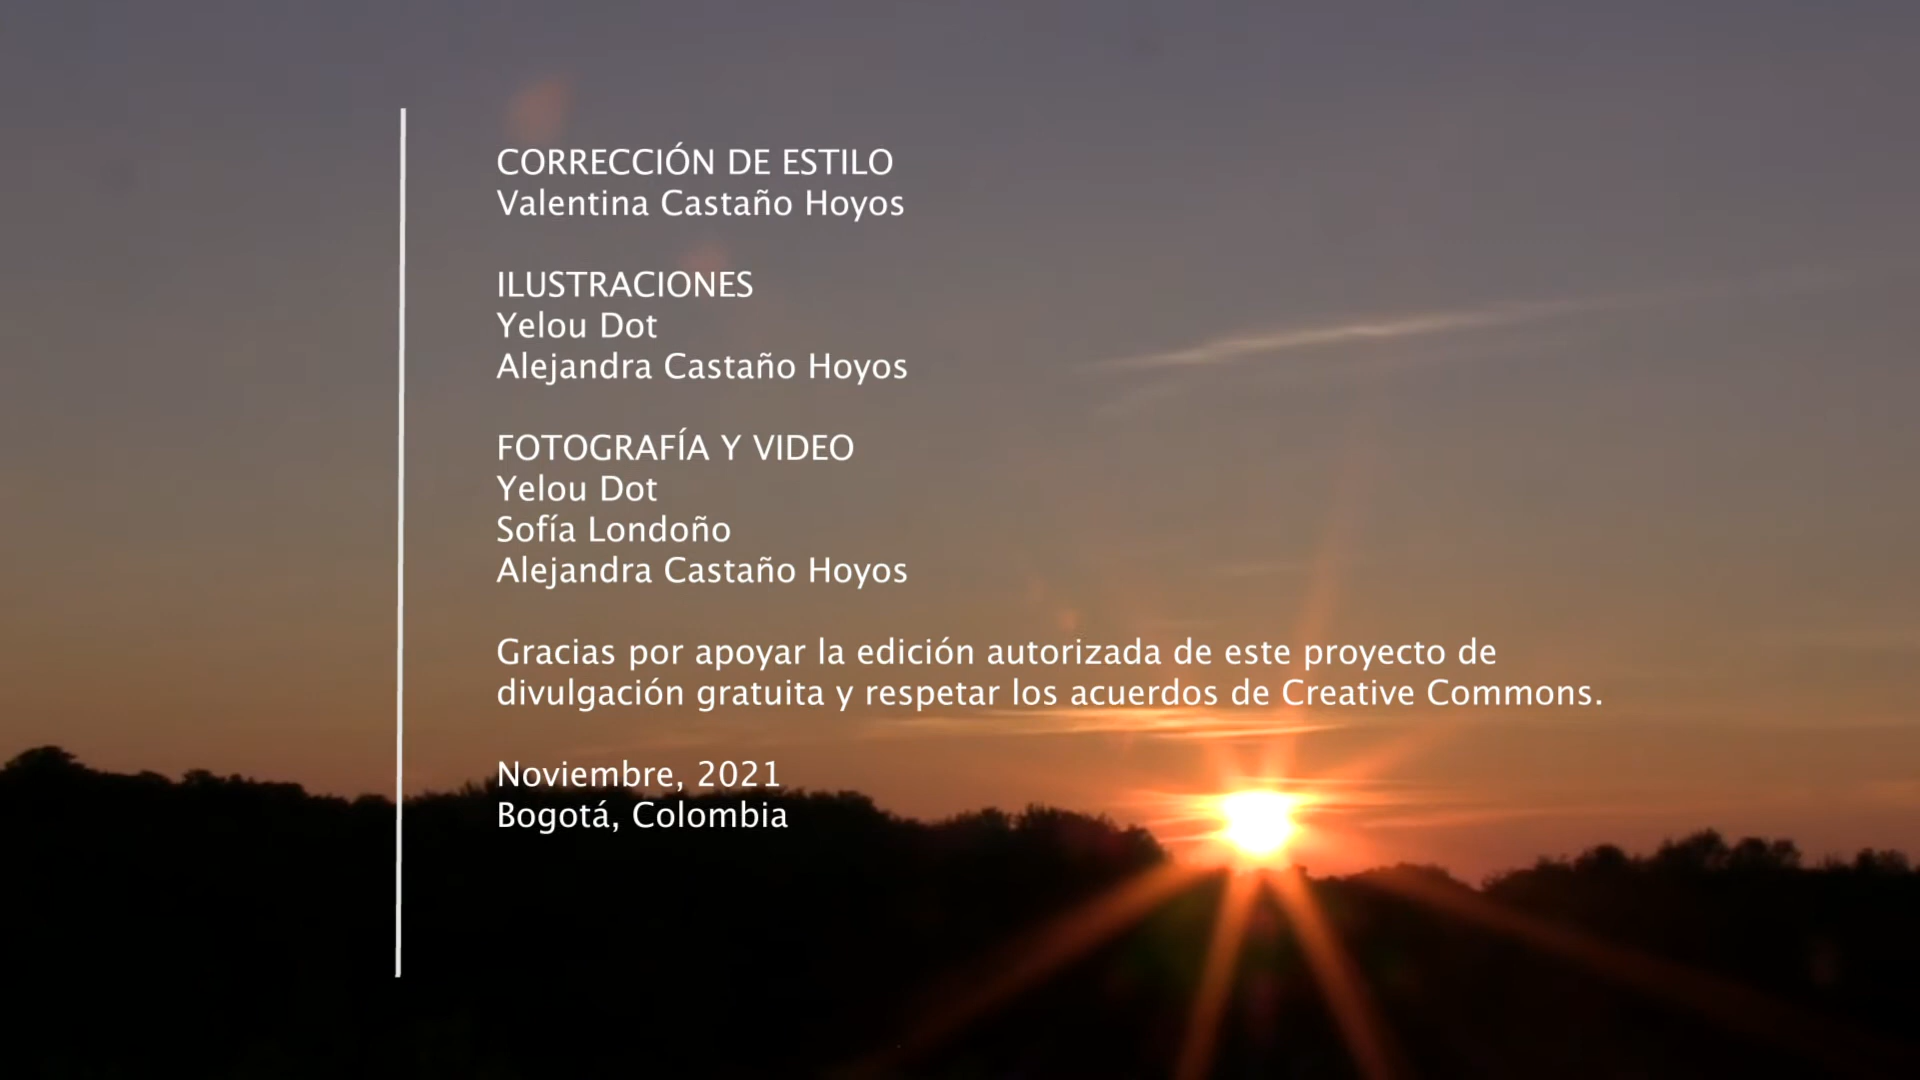 CORRECCIÓN DE ESTILO
Valentina Castaño Hoyos
ILUSTRACIONES
Yelou Dot
Alejandra Castaño Hoyos
FOTOGRAFÍA Y VIDEO
Yelou Dot
Sofía Londoño
Alejandra Castaño Hoyos
Gracias por apoyar la edición autorizada de este proyecto de
divulgación gratuita y respetar los acuerdos de Creative Commons.
Noviembre, 2021
Bogotá, Colombia